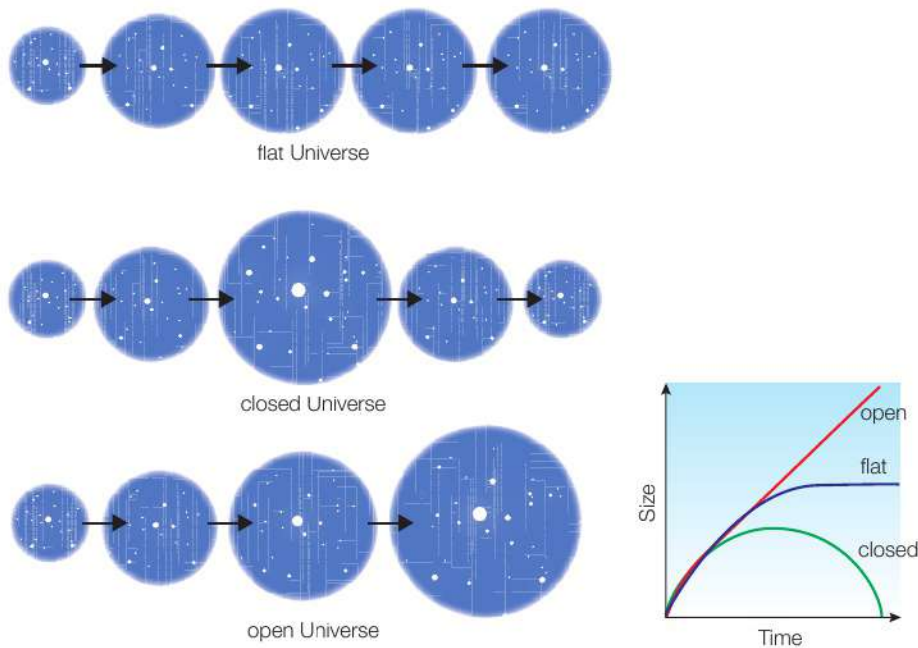 flat Universe
closed Universe
open Universe
Size
open
flat
closed
Time